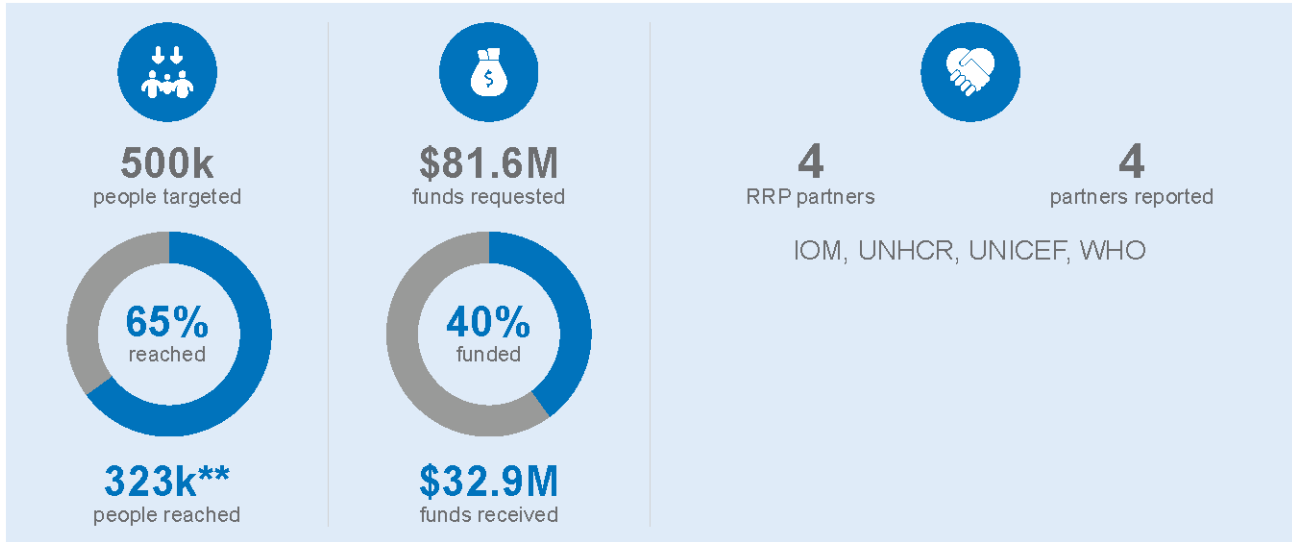 500k
people targeted
65%
reached
323k**
people reached
$
$81.6M
funds requested
40%
funded
$32.9M
funds received
4
RRP partners
4
partners reported
IOM, UNHCR, UNICEF, WHO